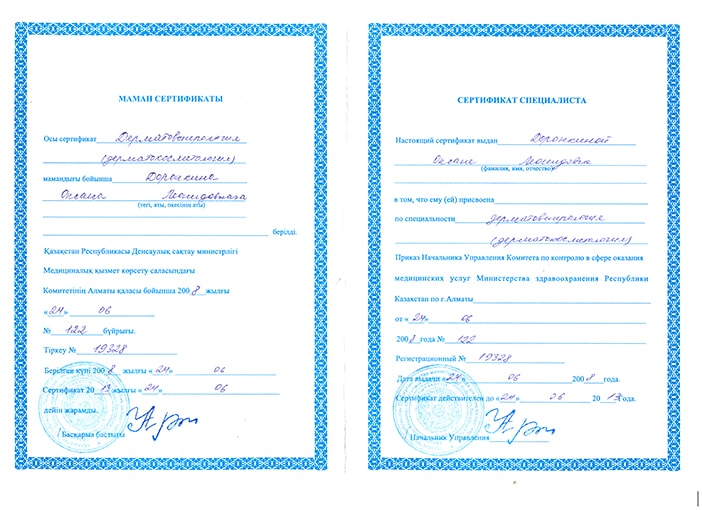 МАМАН СЕРТИФИКАТЫ
Осы сертификат Дерматовенерология
(дерматокосметология)
мамандығы бойынша Доронкина
Оксана Леонидовнаға
(тегі, аты, әкесінің аты)
берілді.
Қазақстан Республикасы Денсаулық сақтау министрлігі
Медициналық қызмет көрсету саласындағы
Комитетінің Алматы қаласы бойынша 2008 жылғы
«24» 06
№ 122 бұйрығы.
Тіркеу № 19328
Берілген күні 2008 жылғы «24» 06
Сертификат 2013 жылғы «24» 06
дейін жарамды.
Басқарма бастығы
СЕРТИФИКАТ СПЕЦИАЛИСТА
Настоящий сертификат выдан Доронкиной
Оксане Леонидовне
(фамилия, имя, отчество)
в том, что ему (ей) присвоена
по специальности дерматовенерология
(дерматокосметология)
Приказ Начальника Управления Комитета по контролю в сфере оказания
медицинских услуг Министерства здравоохранения Республики
Казахстан по г.Алматы
от «24» 06
2008 года № 122
Регистрационный № 19328
Дата выдачи «24» 06 2008 года.
Сертификат действителен до «24» 06 2013 года.
Начальник Управления